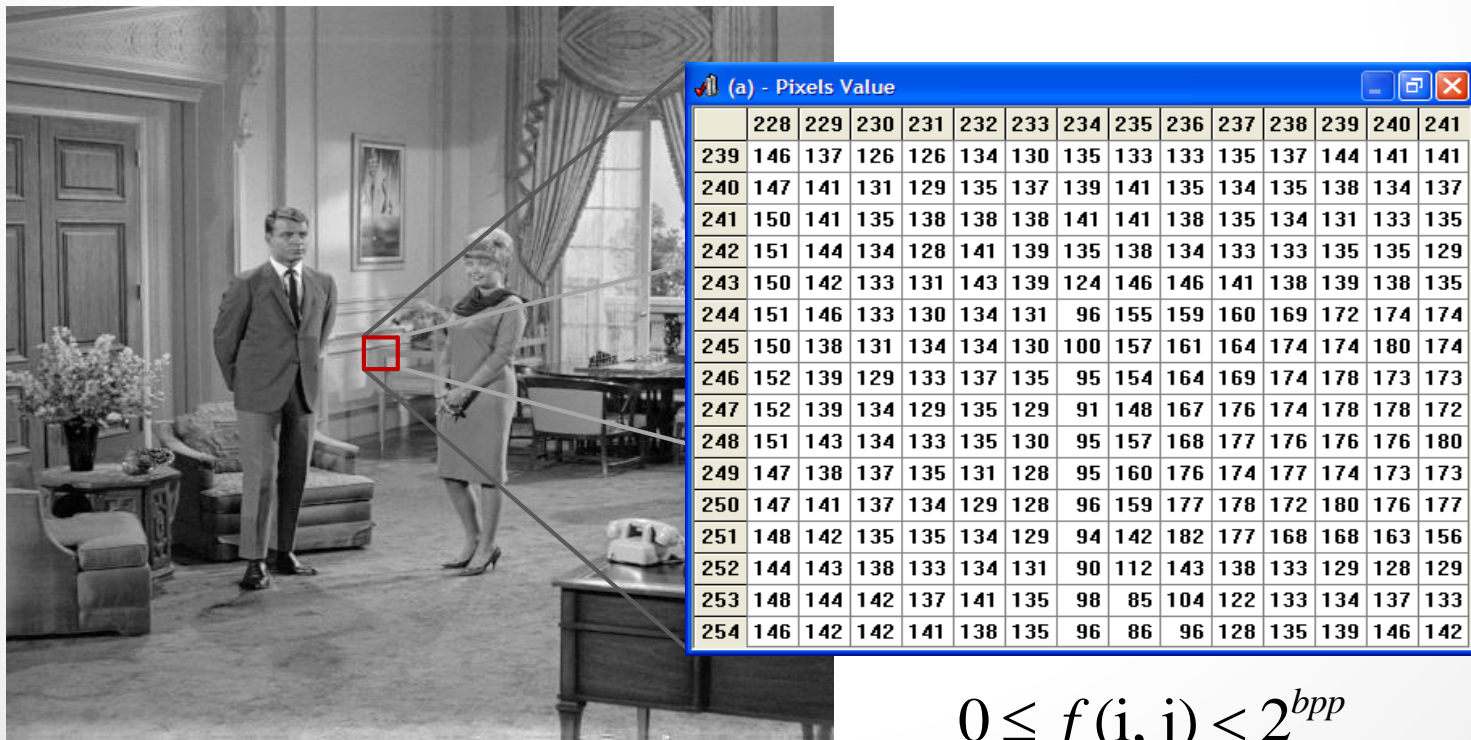 (a) - Pixels Value
228 229 230 231 232 233 234 235 236 237 238 239 240 241
239 146 137 126 126 134 130 135 133 133 135 137 144 141 141
240 147 141 131 129 135 137 139 141 135 134 135 138 134 137
241 150 141 135 138 138 138 141 141 138 135 134 131 133 135
242 151 144 134 128 141 139 135 138 134 133 133 135 135 129
243 150 142 133 131 143 139 124 146 146 141 138 139 138 135
244 151 146 133 130 134 131 96 155 159 160 169 172 174 174
245 150 138 131 134 134 130 100 157 161 164 174 174 180 174
246 152 139 129 133 137 135 95 154 164 169 174 178 173 173
247 152 139 134 129 135 129 91 148 167 176 174 178 178 172
248 151 143 134 133 135 130 95 157 168 177 176 176 176 180
249 147 138 137 135 131 128 95 160 176 174 177 174 173 173
250 147 141 137 134 129 128 96 159 177 178 172 180 176 177
251 148 142 135 135 134 129 94 142 182 177 168 168 163 156
252 144 143 138 133 134 131 90 112 143 138 133 129 128 129
253 148 144 142 137 141 135 98 85 104 122 133 134 137 133
254 146 142 142 141 138 135 96 86 96 128 135 139 146 142
0 ≤ f(i, j) < 2^{bpp}